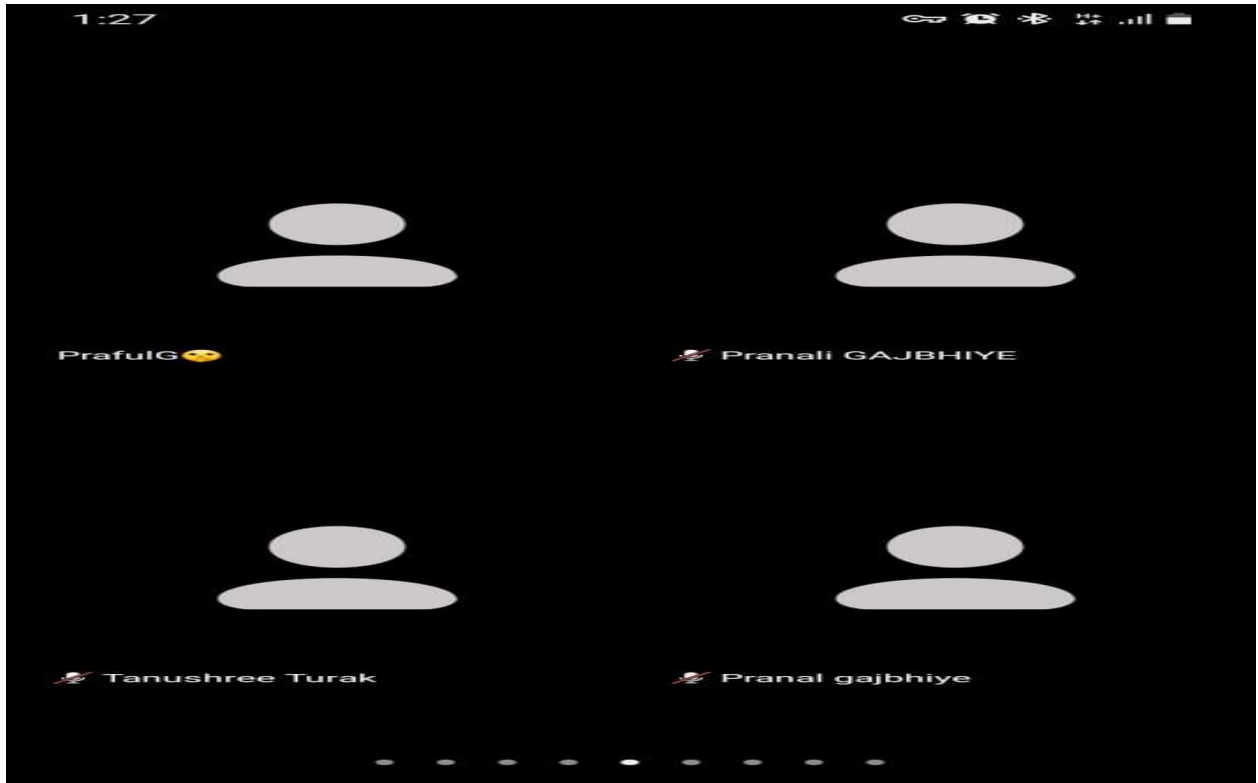 1:27
H+
PrafulG🤫
Pranali GAJBHIYE
Tanushree Turak
Pranal gajbhiye